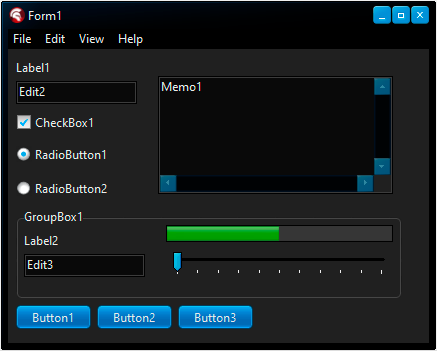 Form1
File Edit View Help
Label1
Edit2
Memo1
CheckBox1
RadioButton1
RadioButton2
GroupBox1
Label2
Edit3
Button1 Button2 Button3